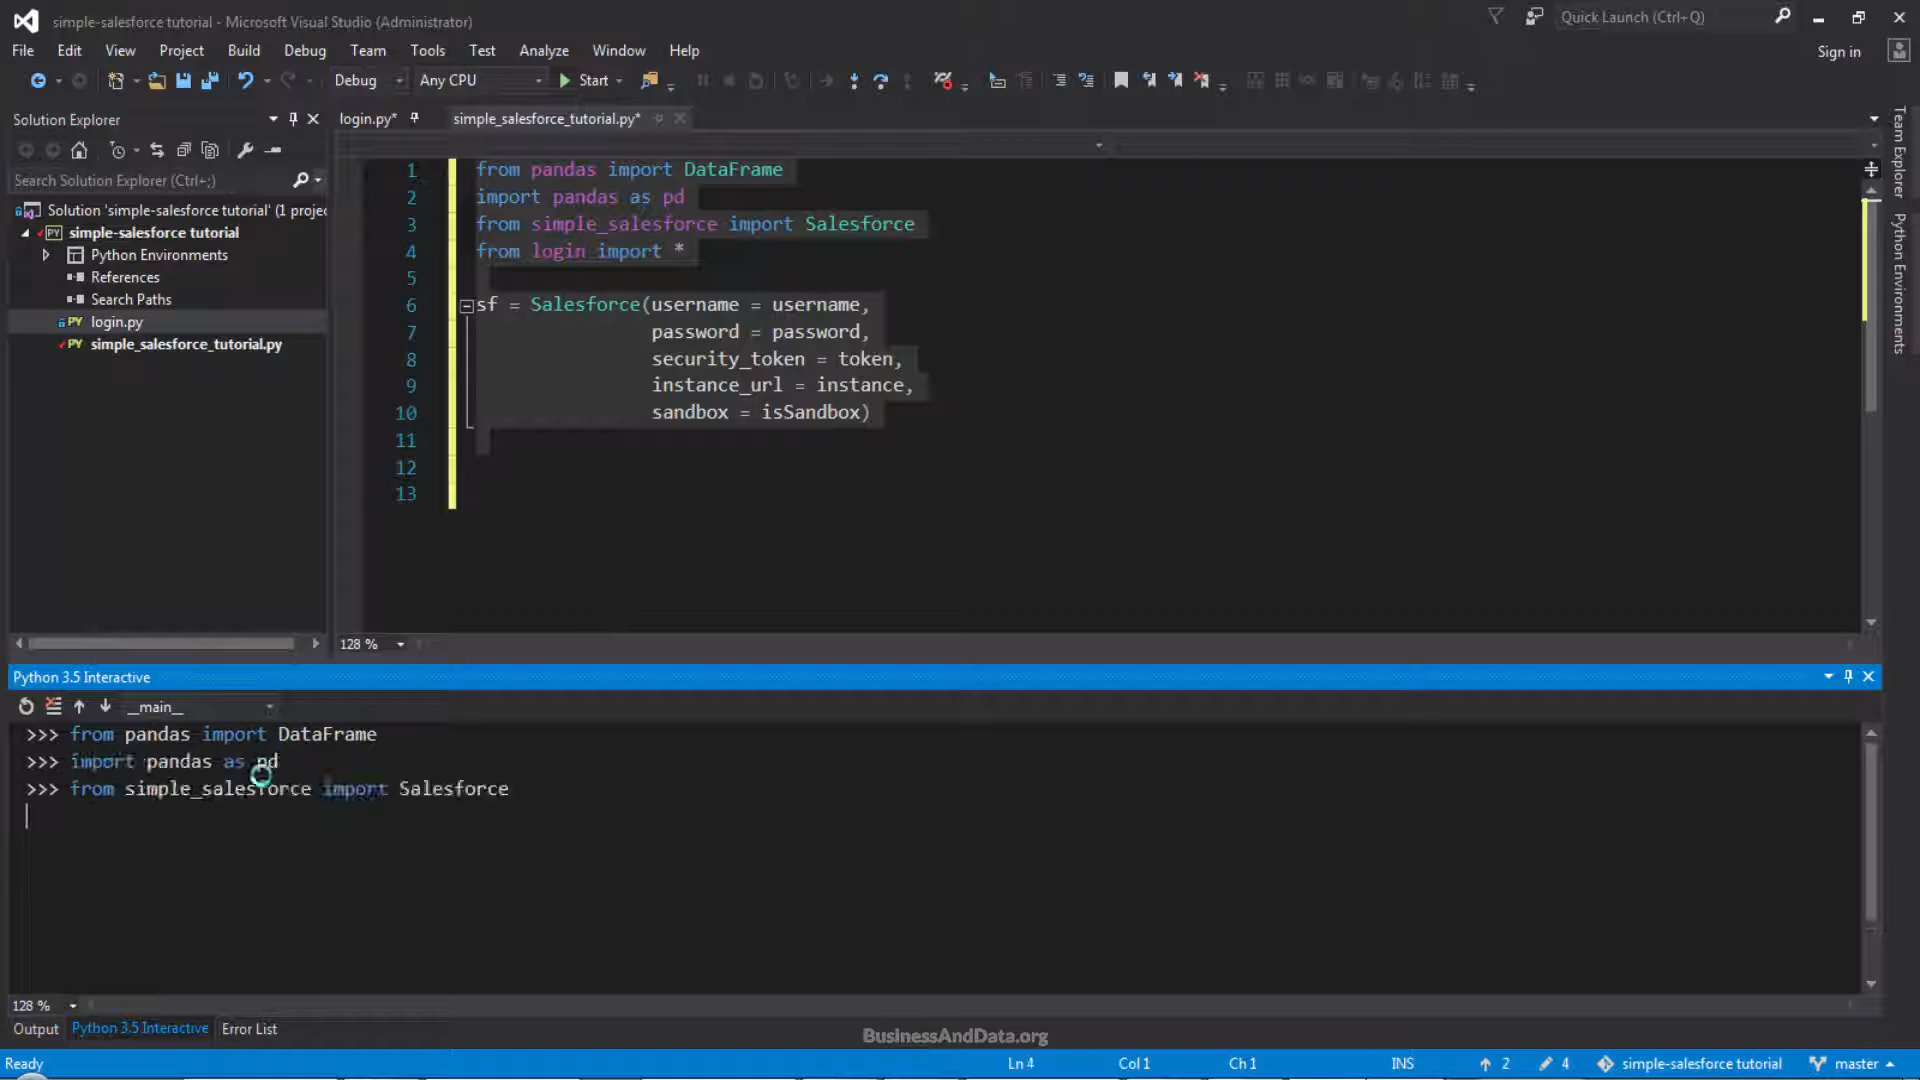 simple-salesforce tutorial - Microsoft Visual Studio (Administrator)
Quick Launch (Ctrl+Q)
File Edit View Project Build Debug Team Tools Test Analyze Window Help
Sign in
Debug Any CPU Start
Solution Explorer
login.py* simple_salesforce_tutorial.py*
Search Solution Explorer (Ctrl+;)
Solution 'simple-salesforce tutorial' (1 projec
PY simple-salesforce tutorial
Python Environments
References
Search Paths
PY login.py
PY simple_salesforce_tutorial.py
1 from pandas import DataFrame
2 import pandas as pd
3 from simple_salesforce import Salesforce
4 from login import *
5
6 sf = Salesforce(username = username,
7 password = password,
8 security_token = token,
9 instance_url = instance,
10 sandbox = isSandbox)
11
12
13
128 %
Team Explorer
Python Environments
Python 3.5 Interactive
__main__
>>> from pandas import DataFrame
>>> import pandas as pd
>>> from simple_salesforce import Salesforce
128 %
Output Python 3.5 Interactive Error List
BusinessAndData.org
Ready Ln 4 Col 1 Ch 1 INS 2 4 simple-salesforce tutorial master